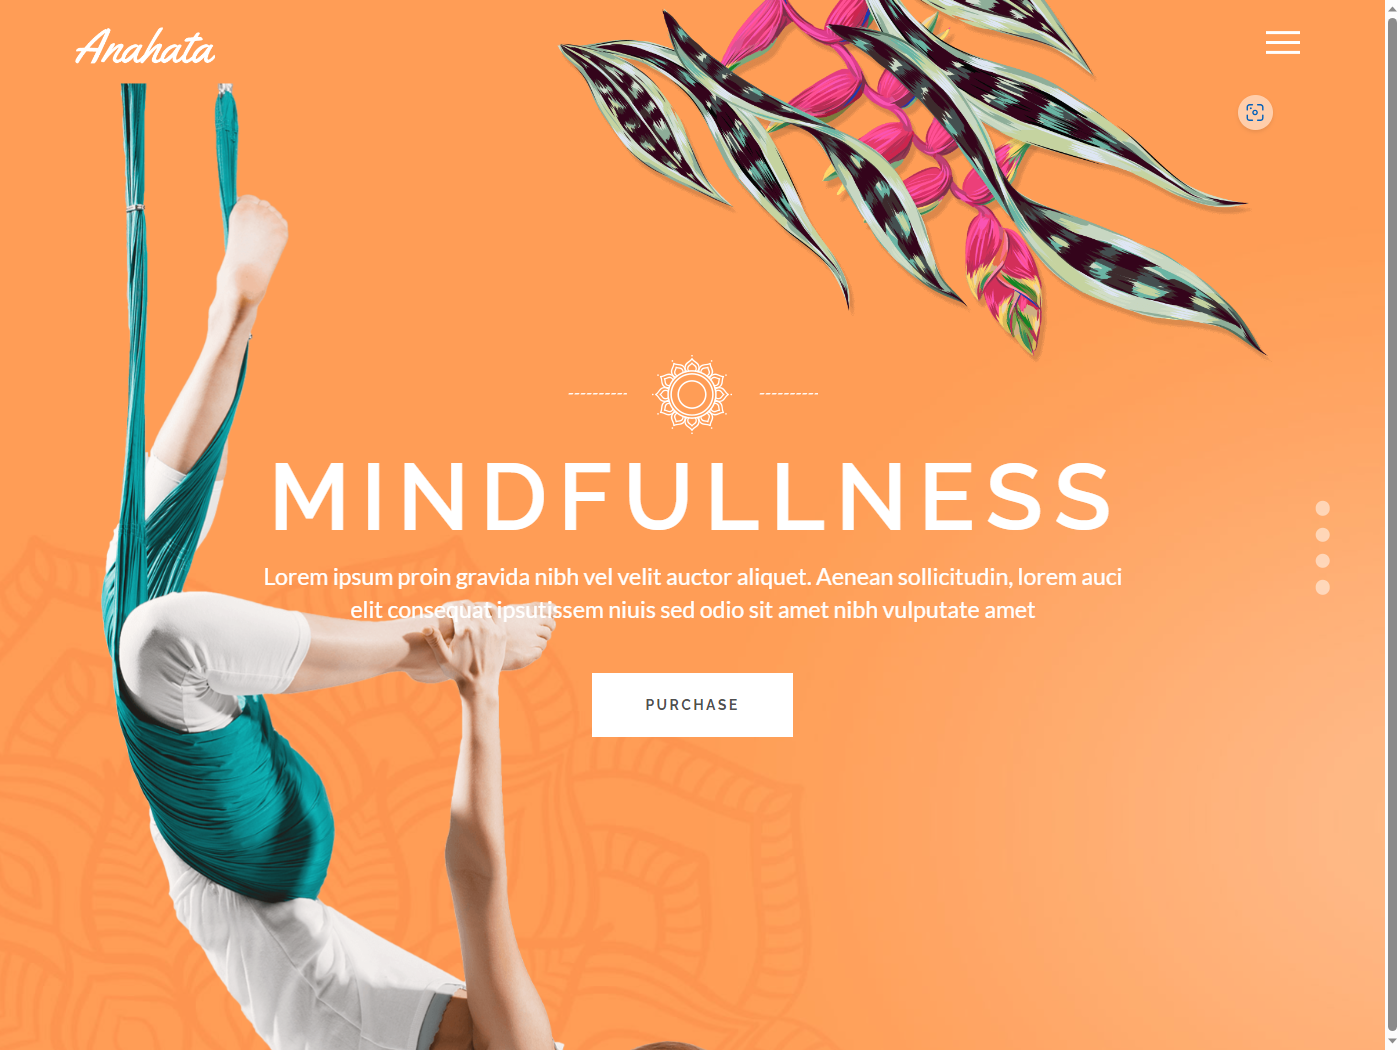 Anahata
MINDFULLNESS
Lorem ipsum proin gravida nibh vel velit auctor aliquet. Aenean sollicitudin, lorem auci
elit consequat ipsutissem niuis sed odio sit amet nibh vulputate amet
PURCHASE